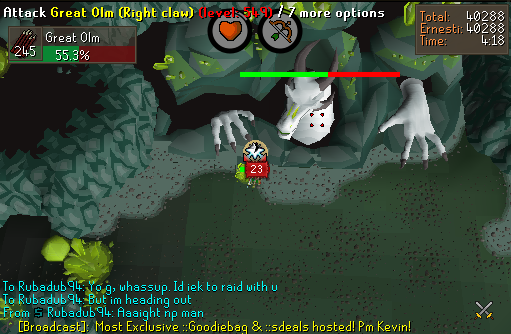 Attack Great Olm (Right claw) (level: 549) / 7 more options
Total: 40288
Ernesti: 40288
Time: 4:18
Great Olm
245 55.3%
23
To Rubadub94: Yo g, whassup. Id iek to raid with u
To Rubadub94: But im heading out
From S Rubadub94: Aaaight np man
[Broadcast]: Most Exclusive ::Goodiebag & ::sdeals hosted! Pm Kevin!